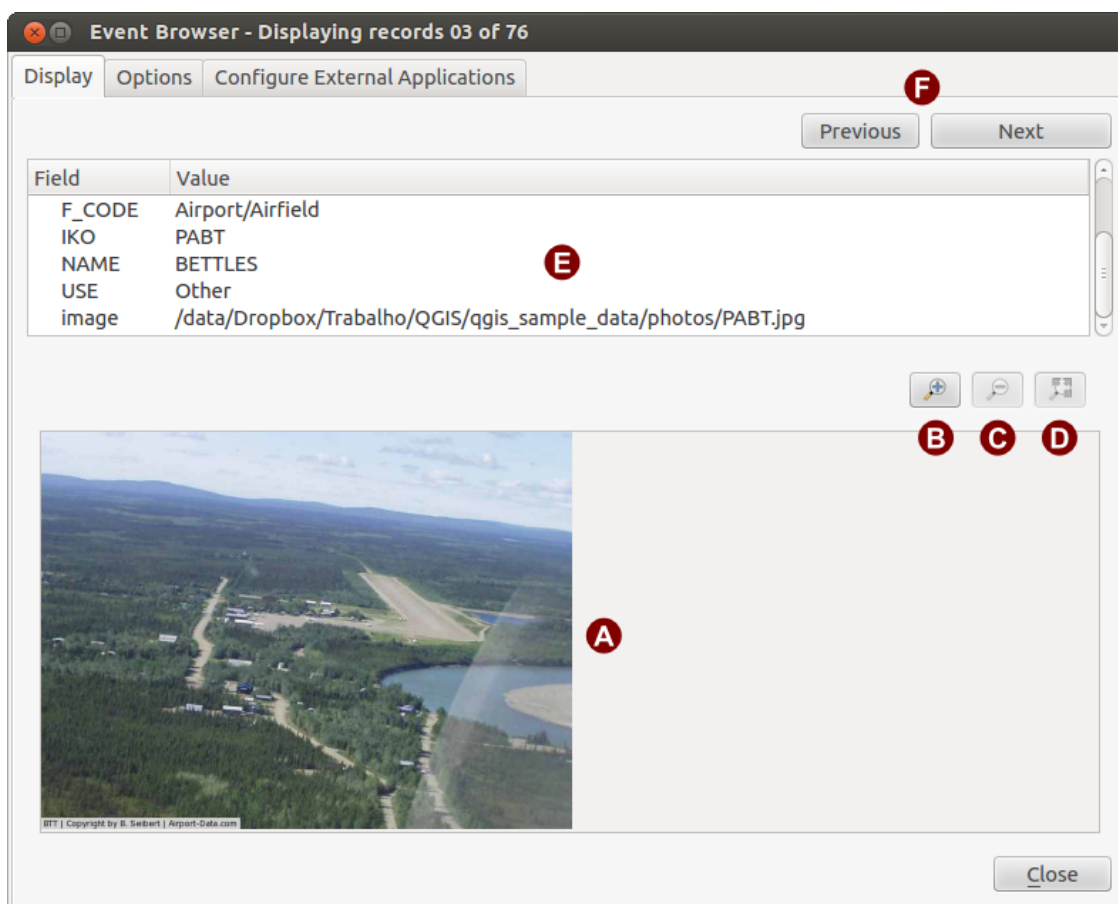 Event Browser - Displaying records 03 of 76
Display Options Configure External Applications
F
Previous Next
Field Value
F_CODE Airport/Airfield
IKO PABT
NAME BETTLES
E
USE Other
image /data/Dropbox/Trabalho/QGIS/qgis_sample_data/photos/PABT.jpg
B C D
A
BTT | Copyright by B. Seibert | Airport-Data.com
Close